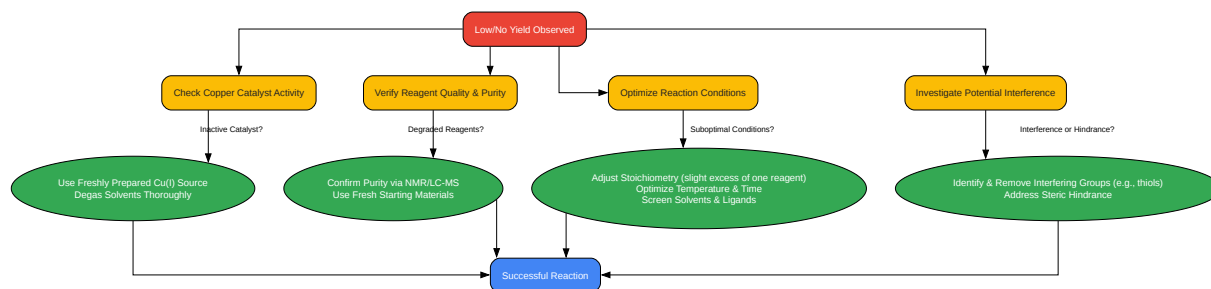 Low/No Yield Observed
Check Copper Catalyst Activity
Verify Reagent Quality & Purity
Optimize Reaction Conditions
Investigate Potential Interference
Inactive Catalyst?
Degraded Reagents?
Suboptimal Conditions?
Interference or Hindrance?
Use Freshly Prepared Cu(I) Source
Degas Solvents Thoroughly
Confirm Purity via NMR/LC-MS
Use Fresh Starting Materials
Adjust Stoichiometry (slight excess of one reagent)
Optimize Temperature & Time
Screen Solvents & Ligands
Identify & Remove Interfering Groups (e.g., thiols)
Address Steric Hindrance
Successful Reaction